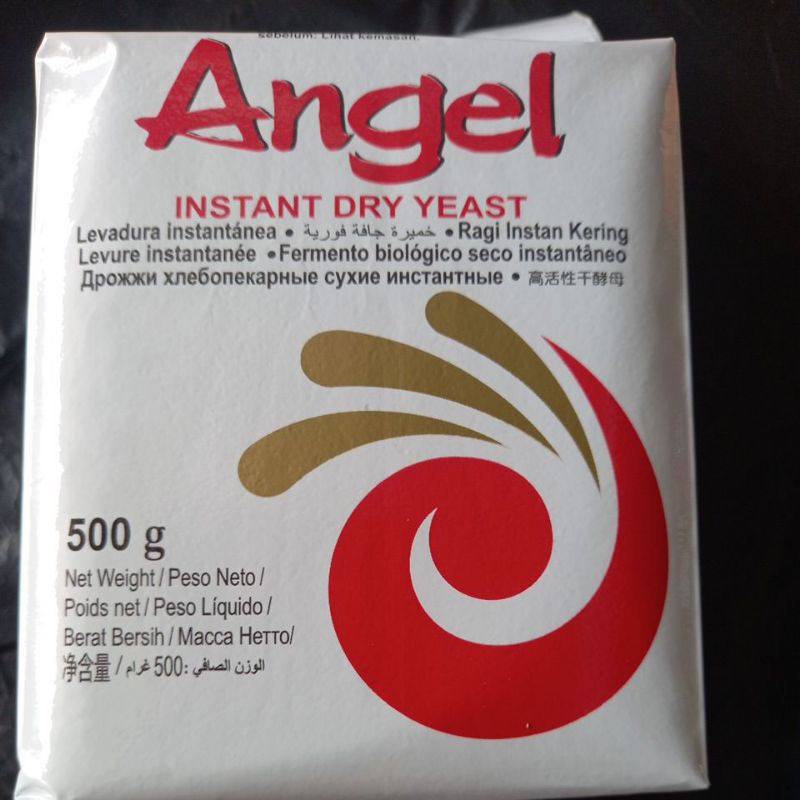 sebelum: Lihat kemasan.
Angel
INSTANT DRY YEAST
Levadura instantánea • خميرة جافة فورية • Ragi Instan Kering
Levure instantanée • Fermento biológico seco instantâneo
Дрожжи хлебопекарные сухие инстантные • 高活性干酵母
500 g
Net Weight / Peso Neto /
Poids net / Peso Líquido /
Berat Bersih / Масса Нетто/
净含量 / الوزن الصافي :500 غرام